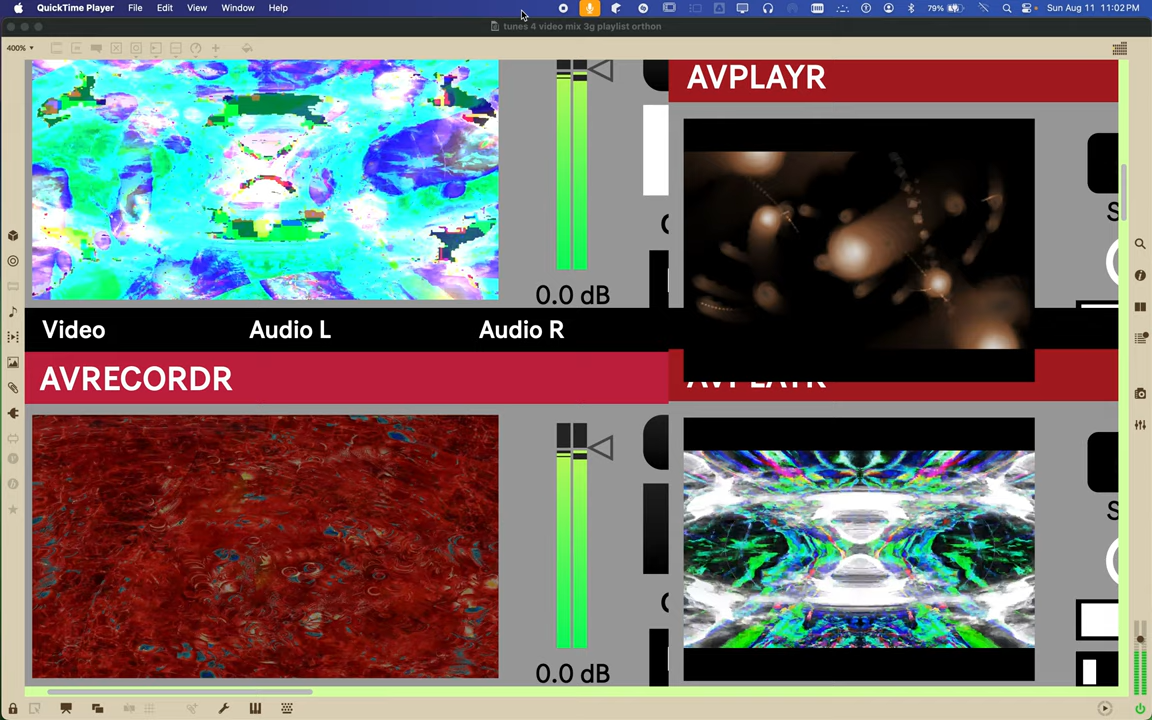 QuickTime Player File Edit View Window Help 79% Sun Aug 11 11:02 PM
tunes 4 video mix 3g playlist orthon
400%
AVPLAYR
S
0.0 dB
Video Audio L Audio R
AVRECORDR
AVPLAYR
S
0.0 dB